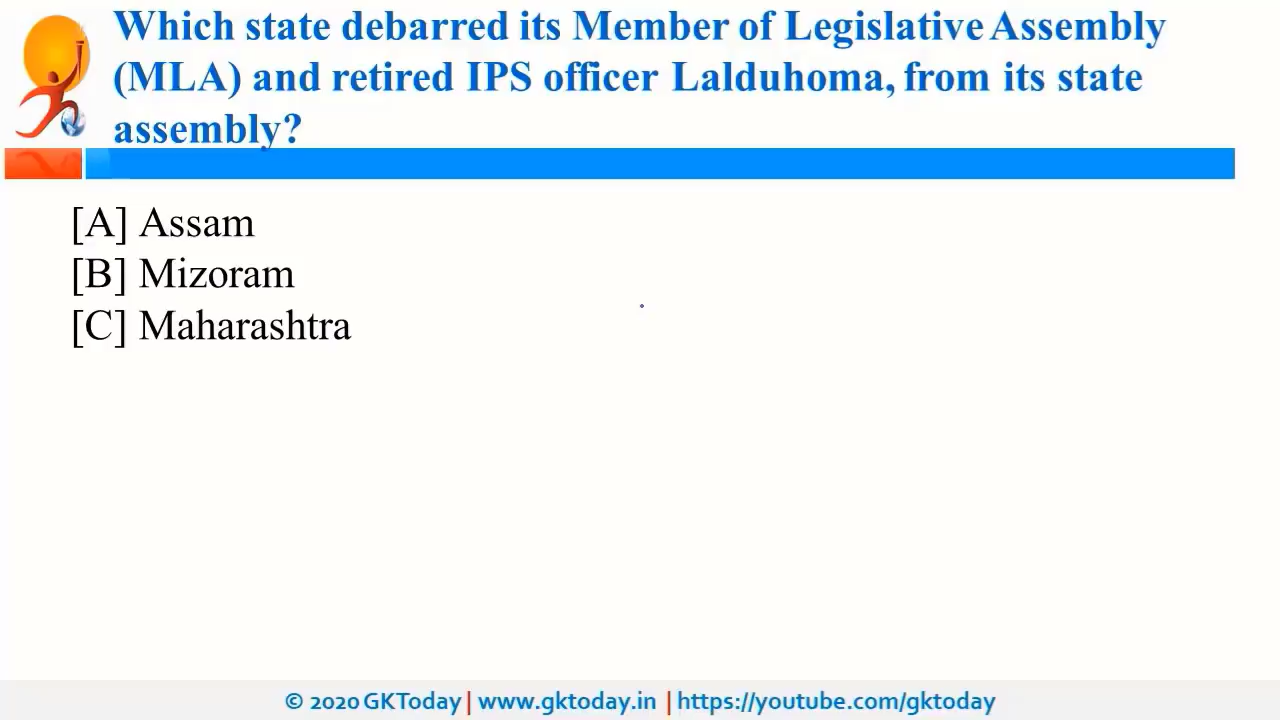 Which state debarred its Member of Legislative Assembly
(MLA) and retired IPS officer Lalduhoma, from its state
assembly?
[A] Assam
[B] Mizoram
[C] Maharashtra
© 2020 GKToday | www.gktoday.in | https://youtube.com/gktoday